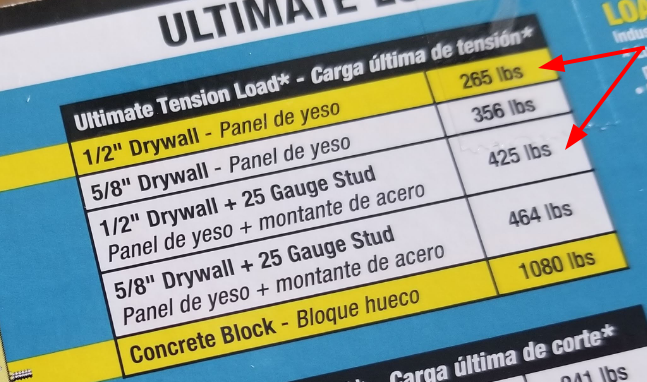 ULTIMATE
LOA
Indus
Ultimate Tension Load* - Carga última de tensión*
1/2" Drywall - Panel de yeso 265 lbs
5/8" Drywall - Panel de yeso 356 lbs
1/2" Drywall + 25 Gauge Stud 425 lbs
Panel de yeso + montante de acero
5/8" Drywall + 25 Gauge Stud 464 lbs
Panel de yeso + montante de acero
Concrete Block - Bloque hueco 1080 lbs
Carga última de corte*
lbs